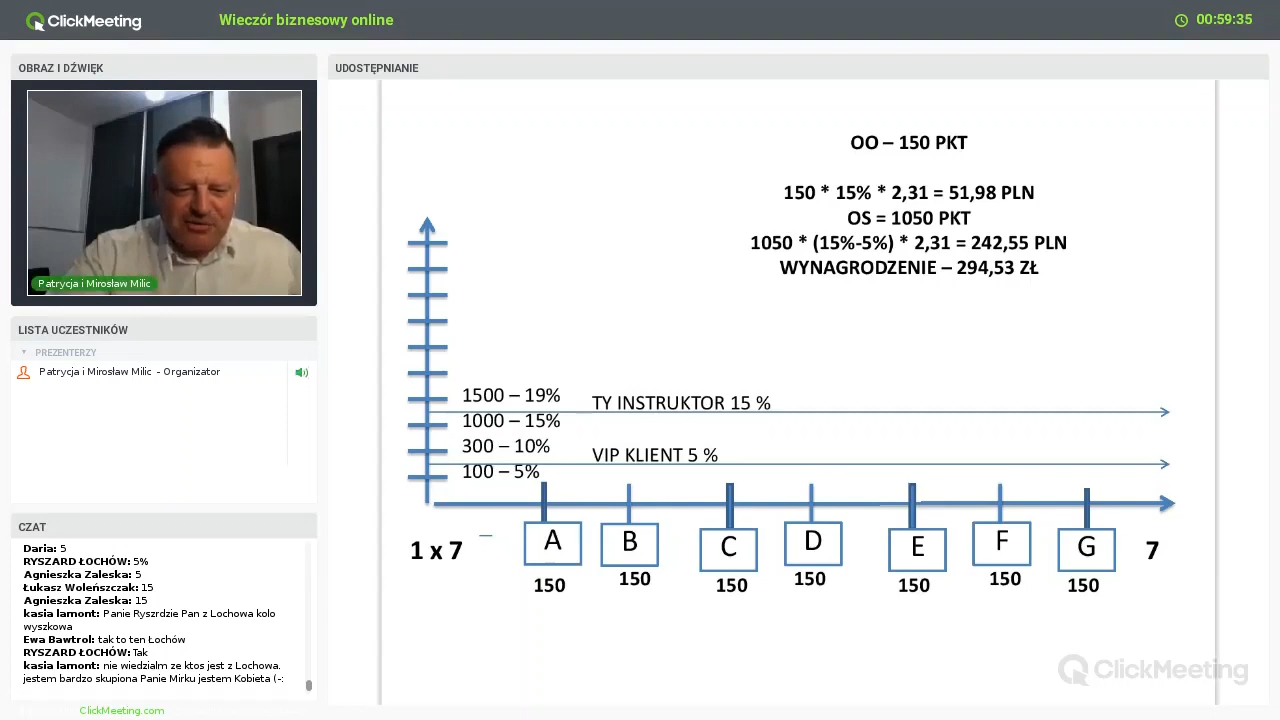 ClickMeeting
Wieczór biznesowy online
00:59:35
OBRAZ I DŹWIĘK
Patrycja i Mirosław Milic
LISTA UCZESTNIKÓW
PREZENTERZY
Patrycja i Mirosław Milic - Organizator
CZAT
Daria: 5
RYSZARD ŁOCHÓW: 5%
Agnieszka Zaleska: 5
Łukasz Woleńszczak: 15
Agnieszka Zaleska: 15
kasia lamont: Panie Ryszrdzie Pan z Lochowa kolo
wyszkowa
Ewa Bawtrol: tak to ten Łochów
RYSZARD ŁOCHÓW: Tak
kasia lamont: nie wiedzialm ze ktos jest z Lochowa.
jestem bardzo skupiona Panie Mirku jestem Kobieta (-:
ClickMeeting.com
UDOSTĘPNIANIE
OO – 150 PKT
150 * 15% * 2,31 = 51,98 PLN
OS = 1050 PKT
1050 * (15%-5%) * 2,31 = 242,55 PLN
WYNAGRODZENIE – 294,53 ZŁ
1500 – 19%
TY INSTRUKTOR 15 %
1000 – 15%
300 – 10%
VIP KLIENT 5 %
100 – 5%
1 x 7
A B C D E F G
7
150 150 150 150 150 150 150
ClickMeeting